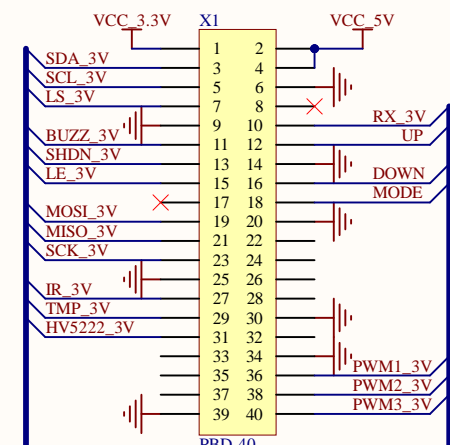 VCC_3.3V X1 VCC_5V
1 2
SDA_3V 3 4
SCL_3V 5 6
LS_3V 7 8
9 10 RX_3V
BUZZ_3V 11 12 UP
SHDN_3V 13 14
LE_3V 15 16 DOWN
17 18 MODE
MOSI_3V 19 20
MISO_3V 21 22
SCK_3V 23 24
25 26
IR_3V 27 28
TMP_3V 29 30
HV5222_3V 31 32
33 34
35 36 PWM1_3V
37 38 PWM2_3V
39 40 PWM3_3V
PBD-40